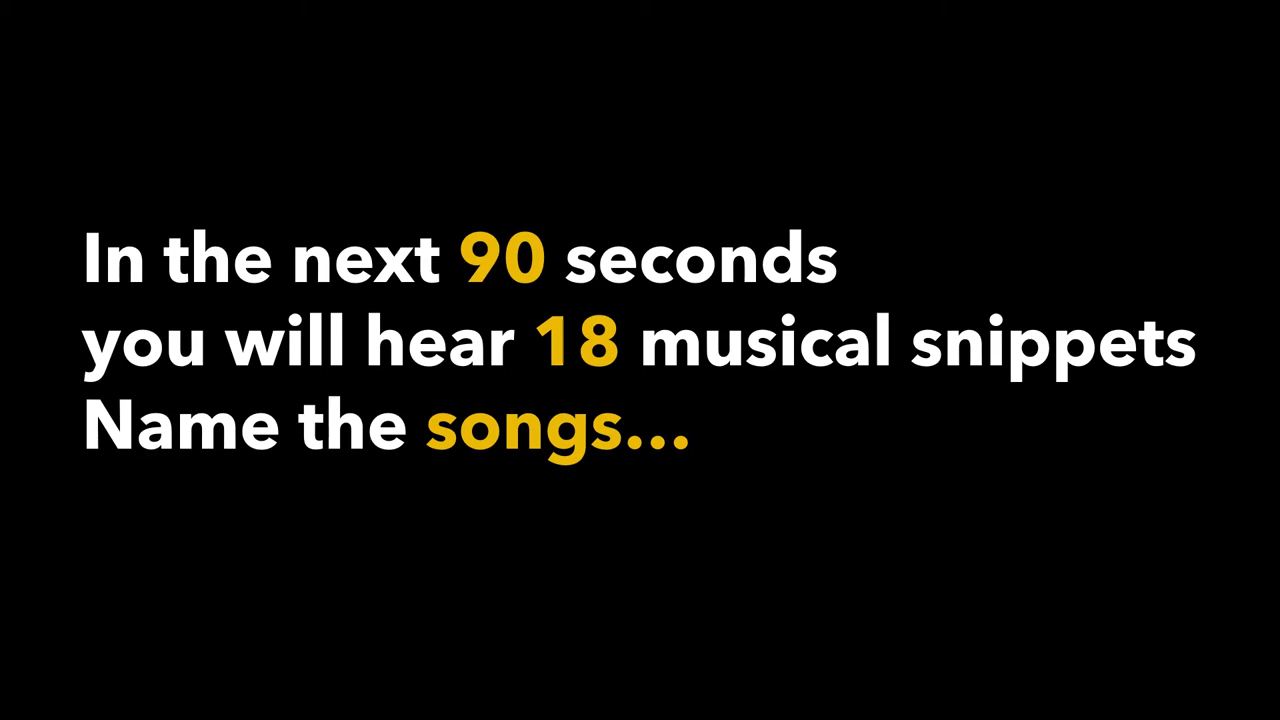 In the next 90 seconds
you will hear 18 musical snippets
Name the songs...